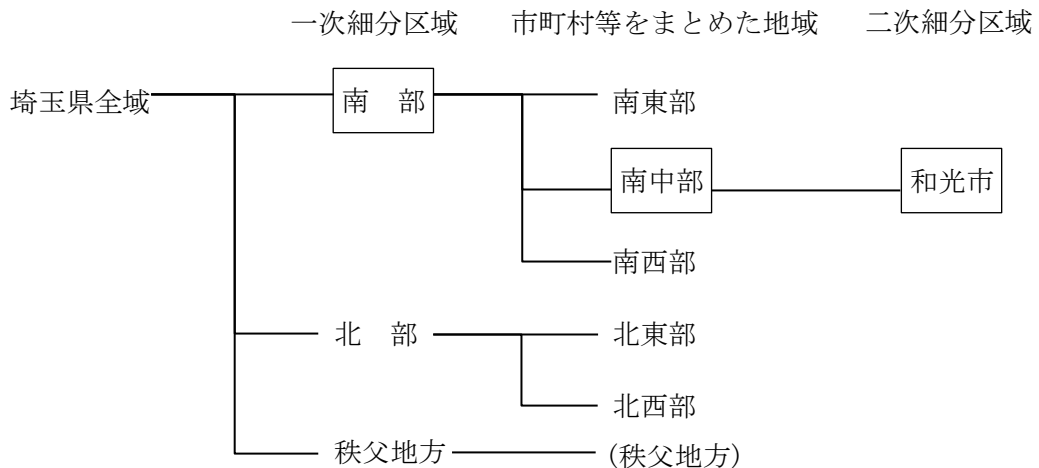 一次細分区域 市町村等をまとめた地域 二次細分区域
埼玉県全域 南 部 南東部
南中部 和光市
南西部
北 部 北東部
北西部
秩父地方 (秩父地方)